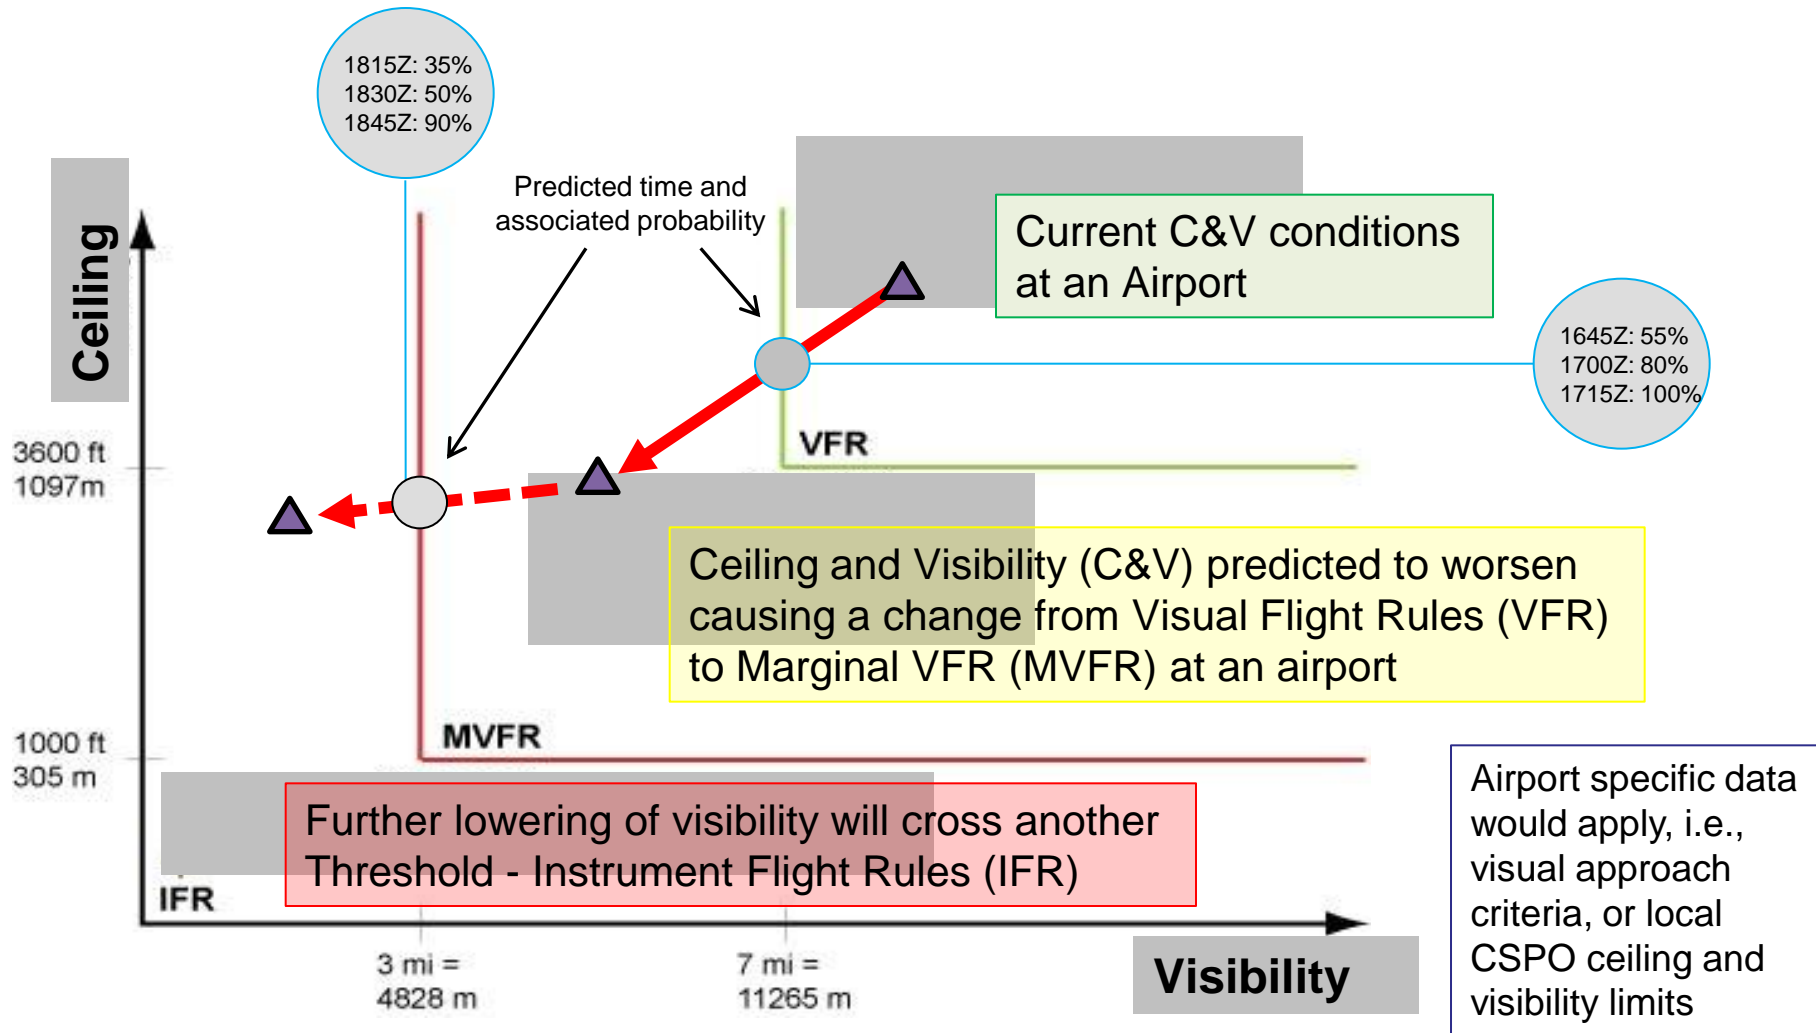 1815Z: 35%
1830Z: 50%
1845Z: 90%
Predicted time and
associated probability
Current C&V conditions
at an Airport
1645Z: 55%
1700Z: 80%
1715Z: 100%
Ceiling
3600 ft
1097m
VFR
Ceiling and Visibility (C&V) predicted to worsen
causing a change from Visual Flight Rules (VFR)
to Marginal VFR (MVFR) at an airport
1000 ft
305 m
MVFR
Further lowering of visibility will cross another
Threshold - Instrument Flight Rules (IFR)
IFR
3 mi =
4828 m
7 mi =
11265 m
Visibility
Airport specific data
would apply, i.e.,
visual approach
criteria, or local
CSPO ceiling and
visibility limits